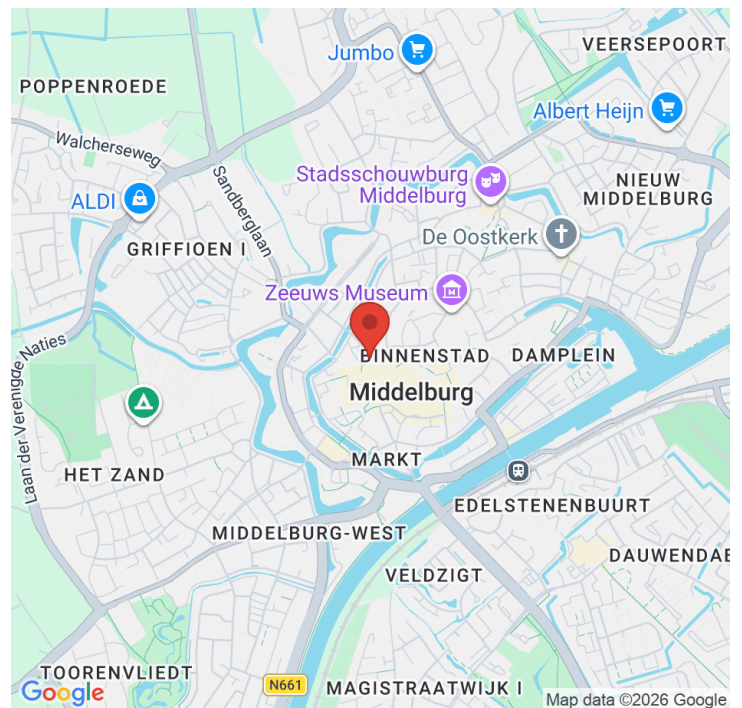 Jumbo
VEERSEPOORT
POPPENROEDE
Albert Heijn
Walcherseweg
Stadsschouwburg
Middelburg
ALDI
Sandberglaan
NIEUW
MIDDELBURG
De Oostkerk
GRIFFIOEN I
Zeeuws Museum
Laan der Verenigde Naties
BINNENSTAD
DAMPLEIN
Middelburg
MARKT
HET ZAND
EDELSTENENBUURT
MIDDELBURG-WEST
DAUWENDAE
VELDZIGT
TOORENVLIEDT
Google
N661
MAGISTRAATWIJK I
Map data ©2026 Google